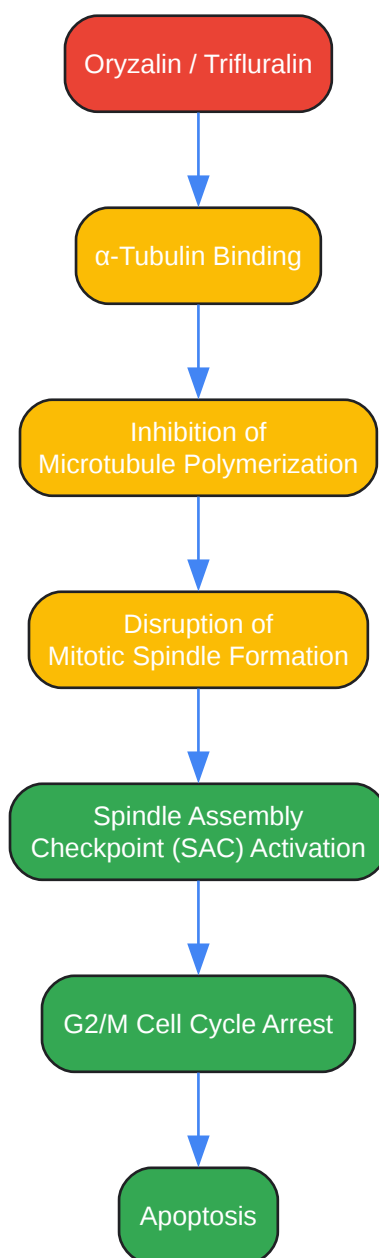 Oryzalin / Trifluralin
α-Tubulin Binding
Inhibition of
Microtubule Polymerization
Disruption of
Mitotic Spindle Formation
Spindle Assembly
Checkpoint (SAC) Activation
G2/M Cell Cycle Arrest
Apoptosis